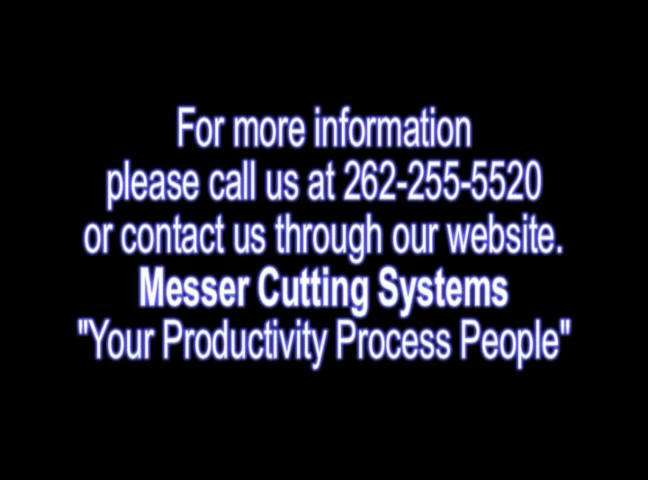 For more information
please call us at 262-255-5520
or contact us through our website.
Messer Cutting Systems
"Your Productivity Process People"